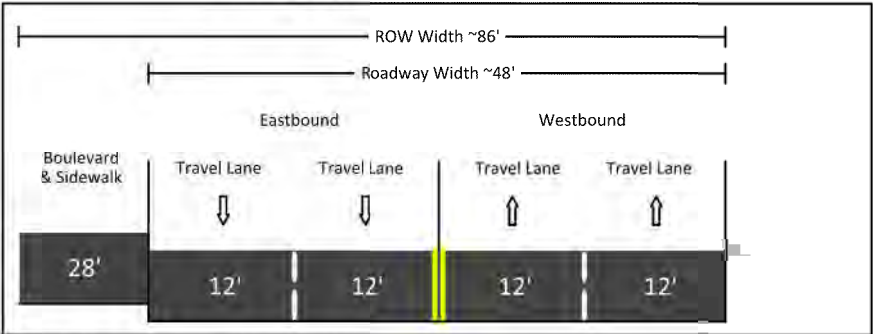 ROW Width ~86'
Roadway Width ~48'
Eastbound Westbound
Boulevard
& Sidewalk
Travel Lane Travel Lane Travel Lane Travel Lane
28'
12' 12' 12' 12'